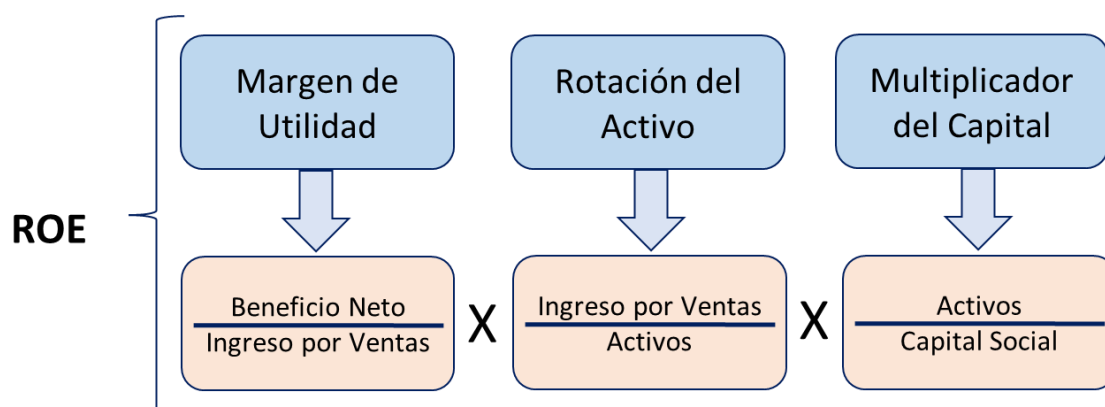 Margen de
Utilidad
Rotación del
Activo
Multiplicador
del Capital
ROE
Beneficio Neto
Ingreso por Ventas
X
Ingreso por Ventas
Activos
X
Activos
Capital Social